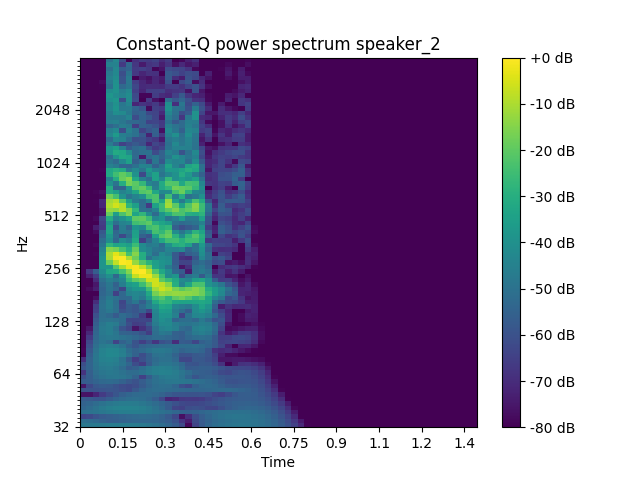 Constant-Q power spectrum speaker_2
Hz
2048
1024
512
256
128
64
32
0 0.15 0.3 0.45 0.6 0.75 0.9 1.1 1.2 1.4
Time
+0 dB
-10 dB
-20 dB
-30 dB
-40 dB
-50 dB
-60 dB
-70 dB
-80 dB